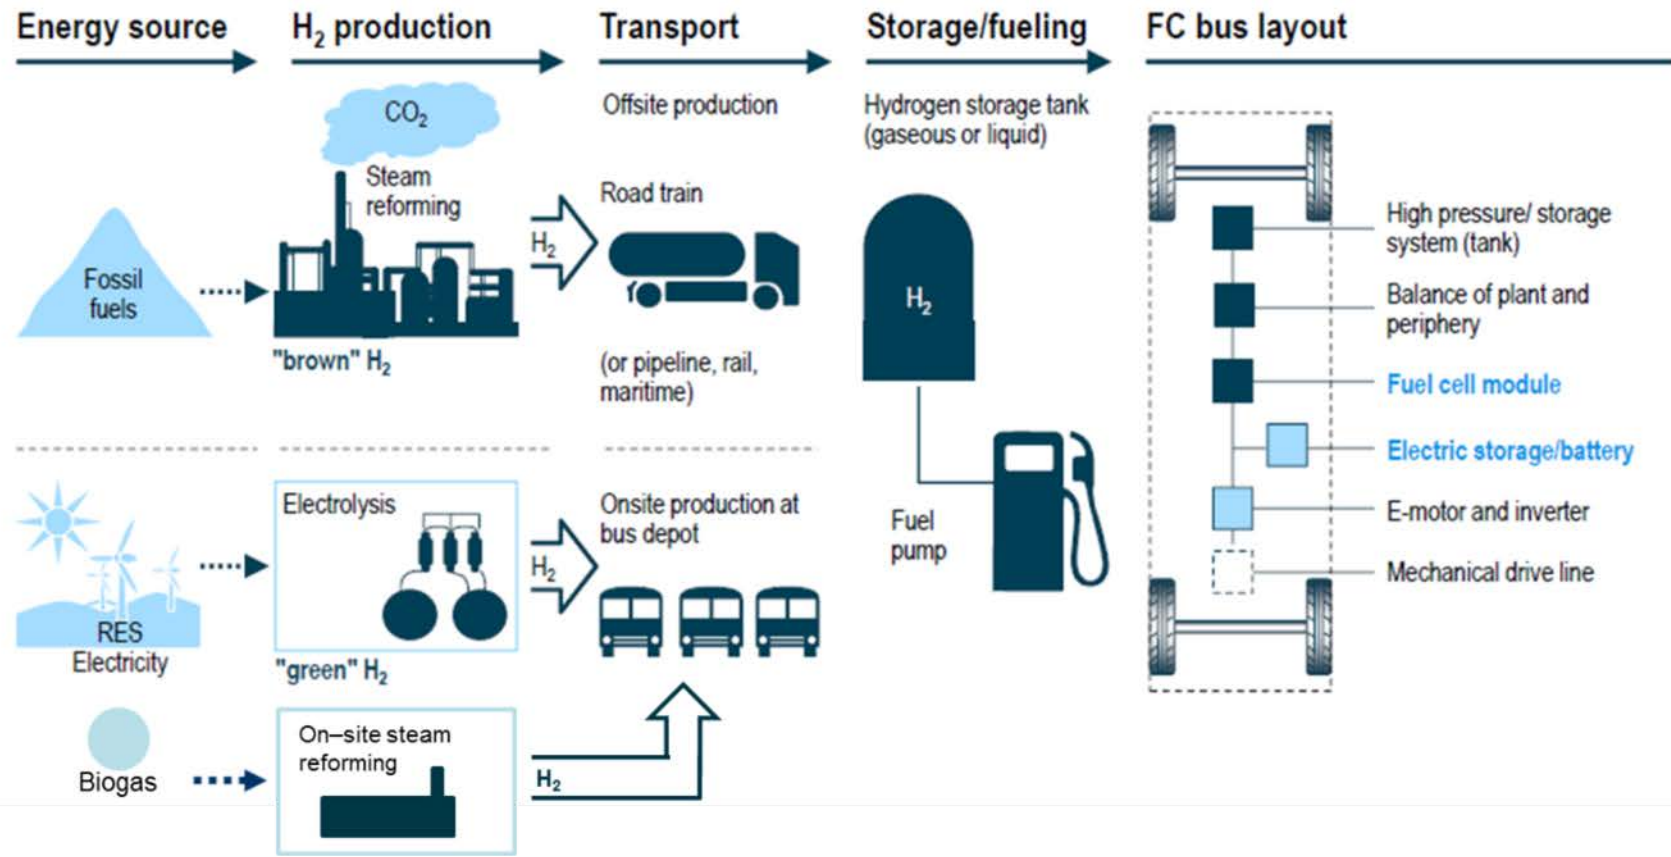 Energy source
H₂ production
Transport
Storage/fueling
FC bus layout
CO₂
Steam
reforming
Fossil
fuels
"brown" H₂
H₂
Offsite production
Road train
(or pipeline, rail,
maritime)
Hydrogen storage tank
(gaseous or liquid)
H₂
Fuel
pump
High pressure/ storage
system (tank)
Balance of plant and
periphery
Fuel cell module
Electric storage/battery
E-motor and inverter
Mechanical drive line
RES
Electricity
Electrolysis
"green" H₂
H₂
Onsite production at
bus depot
Biogas
On–site steam
reforming
H₂